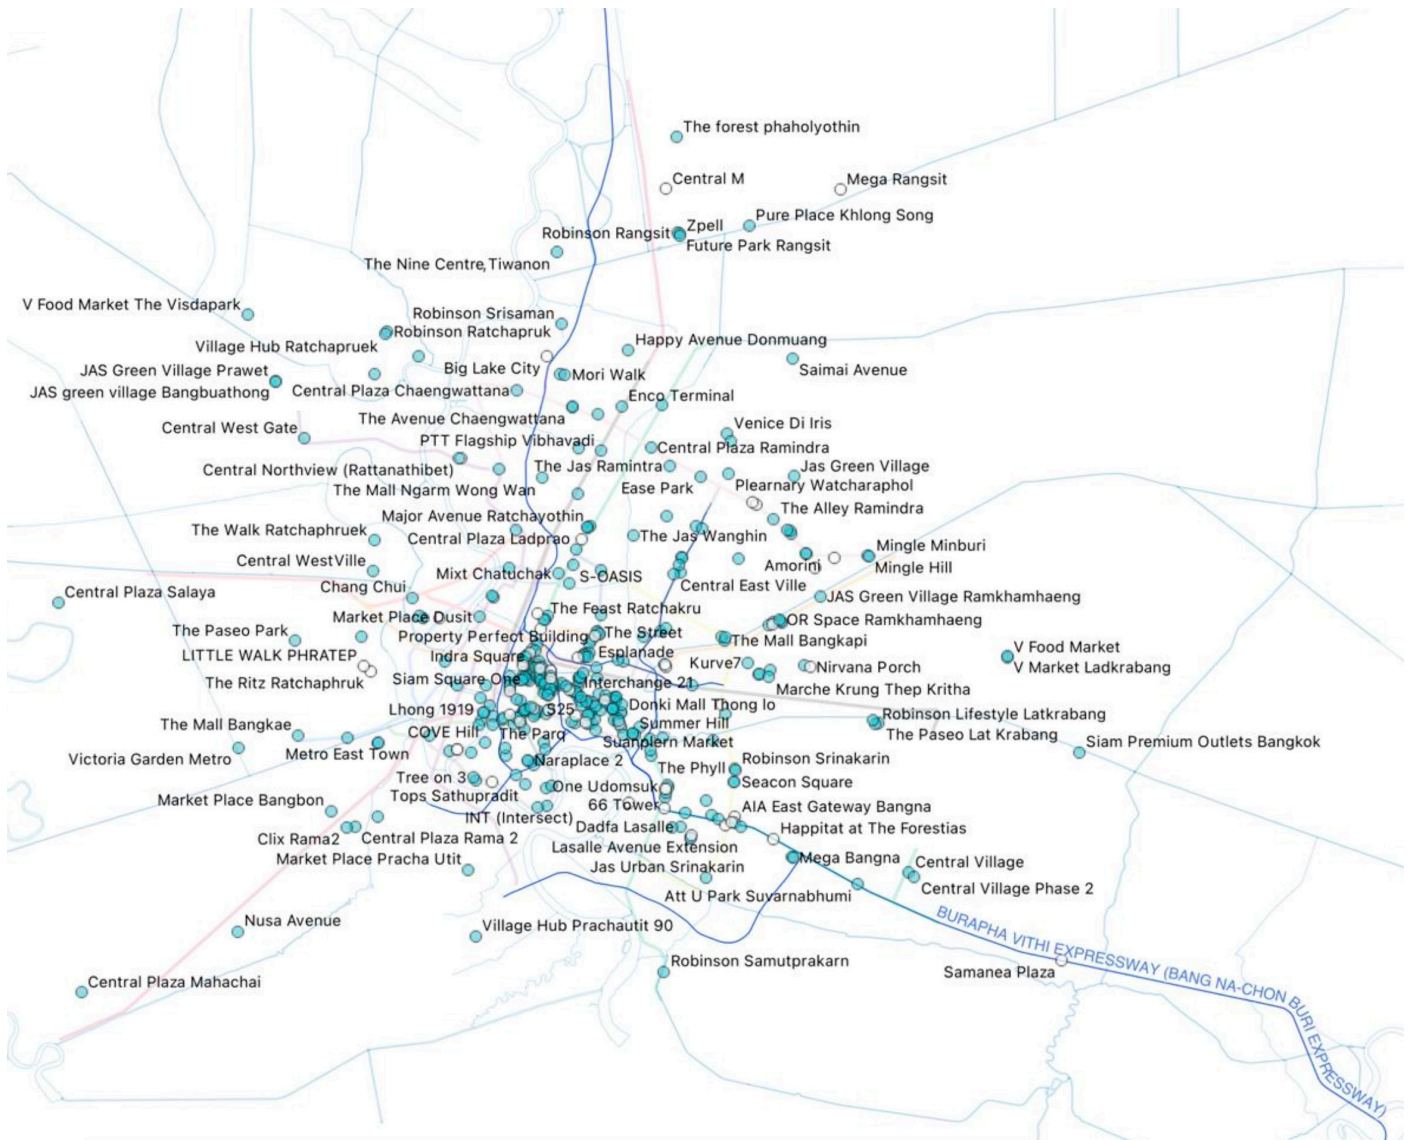 The forest phaholyothin
Central M
Mega Rangsit
Pure Place Khlong Song
Zpell
Robinson Rangsit
Future Park Rangsit
The Nine Centre,Tiwanon
V Food Market The Visdapark
Robinson Srisaman
Robinson Ratchapruk
Village Hub Ratchapruek
Happy Avenue Donmuang
Big Lake City
Saimai Avenue
JAS Green Village Prawet
Mori Walk
JAS green village Bangbuathong
Central Plaza Chaengwattana
Enco Terminal
The Avenue Chaengwattana
Venice Di Iris
Central West Gate
PTT Flagship Vibhavadi
Central Plaza Ramindra
Central Northview (Rattanathibet)
The Jas Ramintra
Jas Green Village
The Mall Ngarm Wong Wan
Ease Park
Plearnary Watcharaphol
The Alley Ramindra
Major Avenue Ratchayothin
The Walk Ratchaphruek
Central Plaza Ladprao
The Jas Wanghin
Mingle Minburi
Central WestVille
Amorini
Mingle Hill
Mixt Chatuchak
S-OASIS
Chang Chui
Central East Ville
Central Plaza Salaya
JAS Green Village Ramkhamhaeng
The Feast Ratchakru
Market Place Dusit
OR Space Ramkhamhaeng
The Paseo Park
Property Perfect Building
The Street
The Mall Bangkapi
V Food Market
LITTLE WALK PHRATEP
Indra Square
Esplanade
Kurve7
Nirvana Porch
V Market Ladkrabang
The Ritz Ratchaphruk
Siam Square One
Interchange 21
Marche Krung Thep Kritha
Lhong 1919
S25
Donki Mall Thong lo
Robinson Lifestyle Latkrabang
The Mall Bangkae
COVE Hill
The Parq
Summer Hill
The Paseo Lat Krabang
Suanplern Market
Siam Premium Outlets Bangkok
Victoria Garden Metro
Metro East Town
Naraplace 2
The Phyll
Robinson Srinakarin
Tree on 3
Seacon Square
Tops Sathupradit
One Udomsuk
Market Place Bangbon
66 Tower
AIA East Gateway Bangna
INT (Intersect)
Clix Rama2
Central Plaza Rama 2
Dadfa Lasalle
Happitat at The Forestias
Lasalle Avenue Extension
Market Place Pracha Utit
Mega Bangna
Central Village
Jas Urban Srinakarin
Central Village Phase 2
Att U Park Suvarnabhumi
Nusa Avenue
Village Hub Prachautit 90
BURAPHA VITHI EXPRESSWAY (BANG NA-CHON BURI EXPRESSWAY)
Robinson Samutprakarn
Samanea Plaza
Central Plaza Mahachai